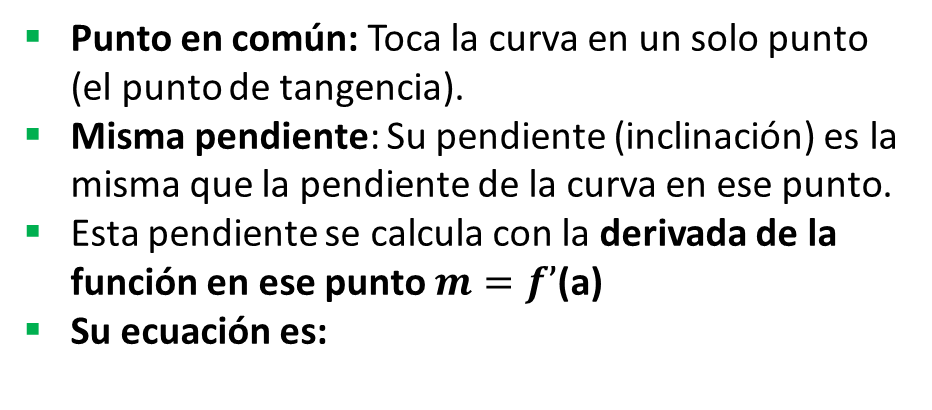 ▪ Punto en común: Toca la curva en un solo punto
(el punto de tangencia).
▪ Misma pendiente: Su pendiente (inclinación) es la
misma que la pendiente de la curva en ese punto.
▪ Esta pendiente se calcula con la derivada de la
función en ese punto m = f’(a)
▪ Su ecuación es: